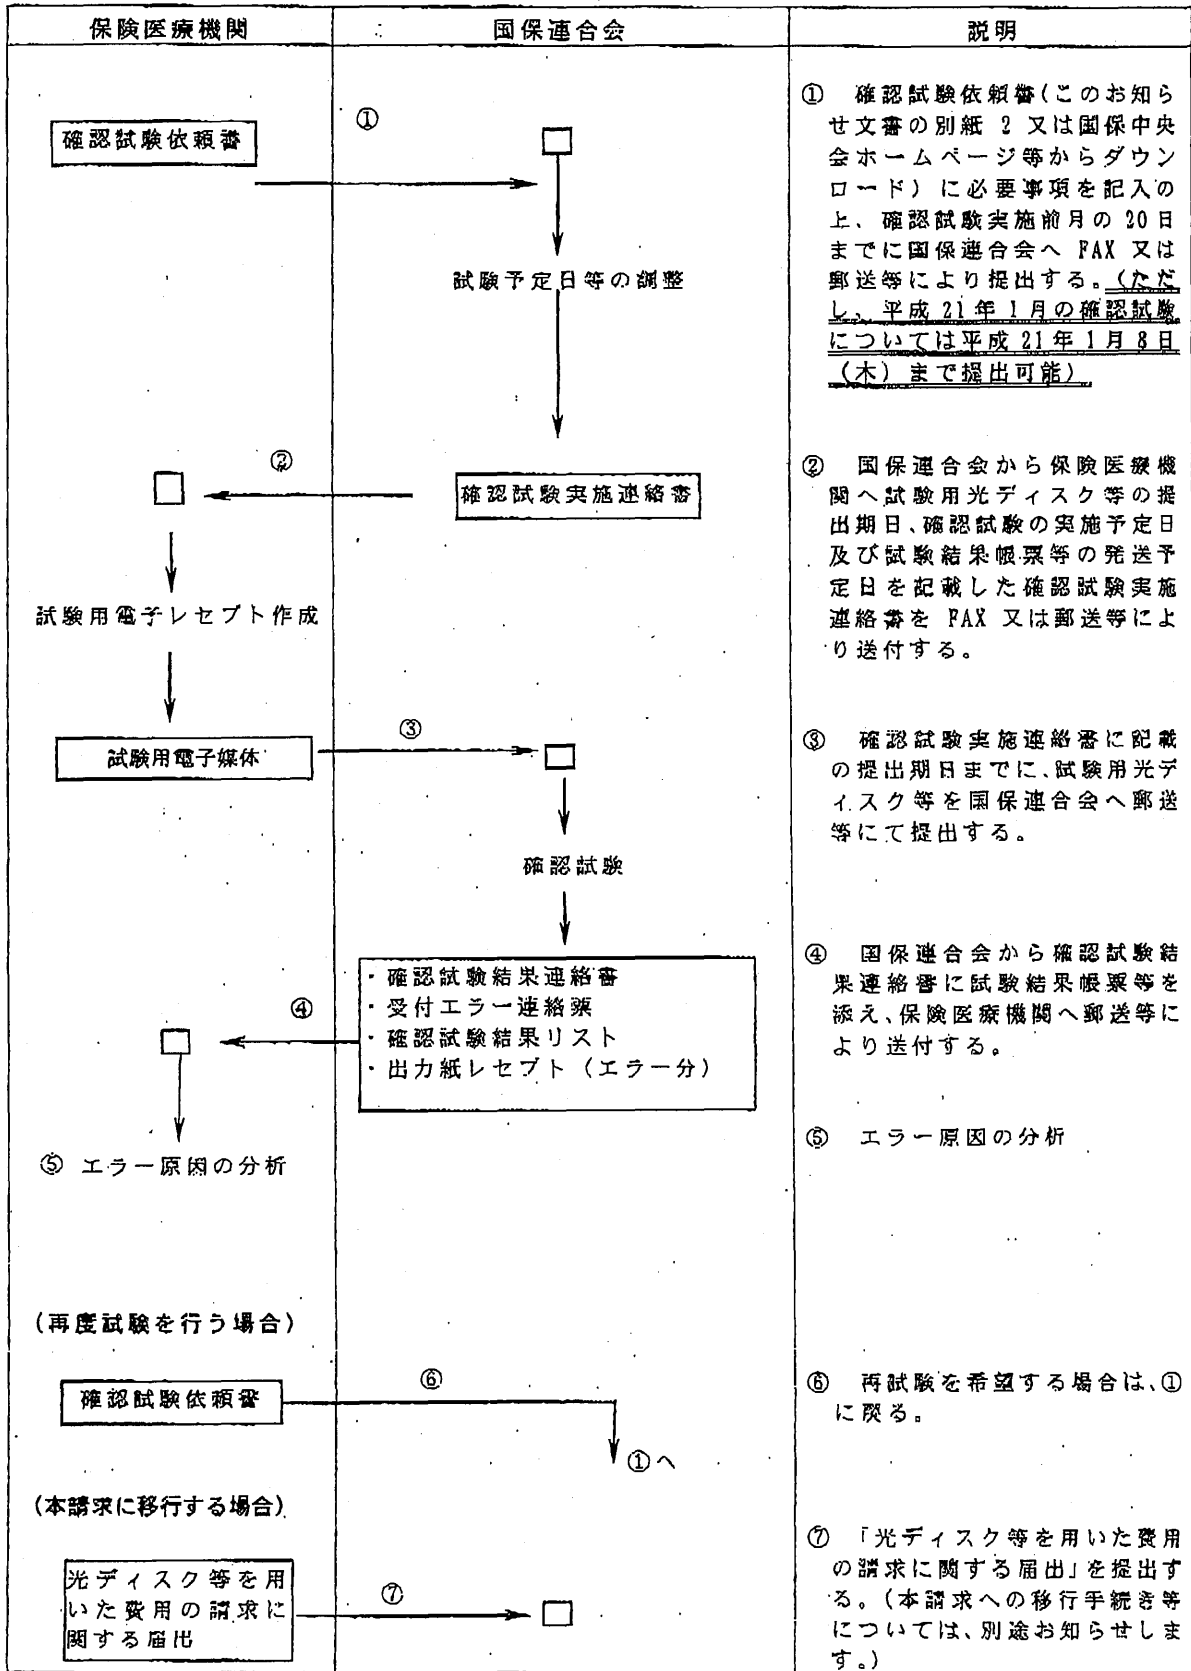 保険医療機関
国保連合会
説明
確認試験依頼書
①
試験予定日等の調整
① 確認試験依頼書(このお知ら
せ文書の別紙 2 又は国保中央
会ホームページ等からダウン
ロード) に必要事項を記入の
上、確認試験実施前月の 20 日
までに国保連合会へ FAX 又は
郵送等により提出する。(ただ
し、平成 21 年 1 月の確認試験
については平成 21 年 1 月 8 日
(木) まで提出可能)
②
確認試験実施連絡書
試験用電子レセプト作成
② 国保連合会から保険医療機
関へ試験用光ディスク等の提
出期日、確認試験の実施予定日
及び試験結果帳票等の発送予
定日を記載した確認試験実施
連絡書を FAX 又は郵送等によ
り送付する。
試験用電子媒体
③
確認試験
③ 確認試験実施連絡書に記載
の提出期日までに、試験用光デ
ィスク等を国保連合会へ郵送
等にて提出する。
④
・確認試験結果連絡書
・受付エラー連絡票
・確認試験結果リスト
・出力紙レセプト (エラー分)
④ 国保連合会から確認試験結
果連絡書に試験結果帳票等を
添え、保険医療機関へ郵送等に
より送付する。
⑤ エラー原因の分析
⑤ エラー原因の分析
(再度試験を行う場合)
確認試験依頼書
⑥
①へ
⑥ 再試験を希望する場合は、①
に戻る。
(本請求に移行する場合)
光ディスク等を用
いた費用の請求に
関する届出
⑦
⑦ 「光ディスク等を用いた費用
の請求に関する届出」を提出す
る。(本請求への移行手続き等
については、別途お知らせしま
す。)